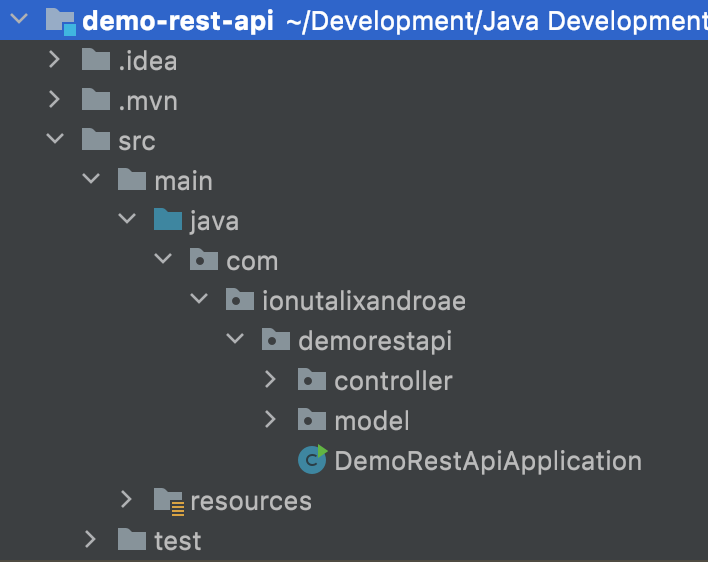 demo-rest-api ~/Development/Java Development
.idea
.mvn
src
main
java
com
ionutalixandroae
demorestapi
controller
model
C DemoRestApiApplication
resources
test